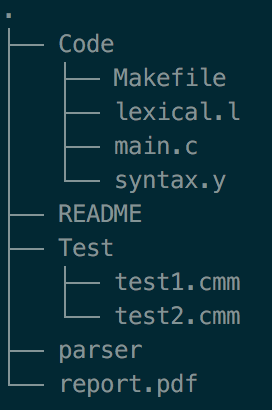 .
├── Code
│   ├── Makefile
│   ├── lexical.l
│   ├── main.c
│   └── syntax.y
├── README
├── Test
│   ├── test1.cmm
│   └── test2.cmm
├── parser
└── report.pdf